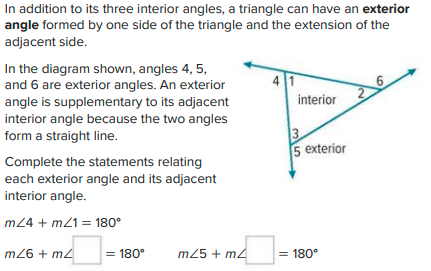 In addition to its three interior angles, a triangle can have an exterior
angle formed by one side of the triangle and the extension of the
adjacent side.
In the diagram shown, angles 4, 5,
and 6 are exterior angles. An exterior
angle is supplementary to its adjacent
interior angle because the two angles
form a straight line.
4 1
interior
2 6
3
5 exterior
Complete the statements relating
each exterior angle and its adjacent
interior angle.
m∠4 + m∠1 = 180°
m∠6 + m∠ = 180° m∠5 + m∠ = 180°